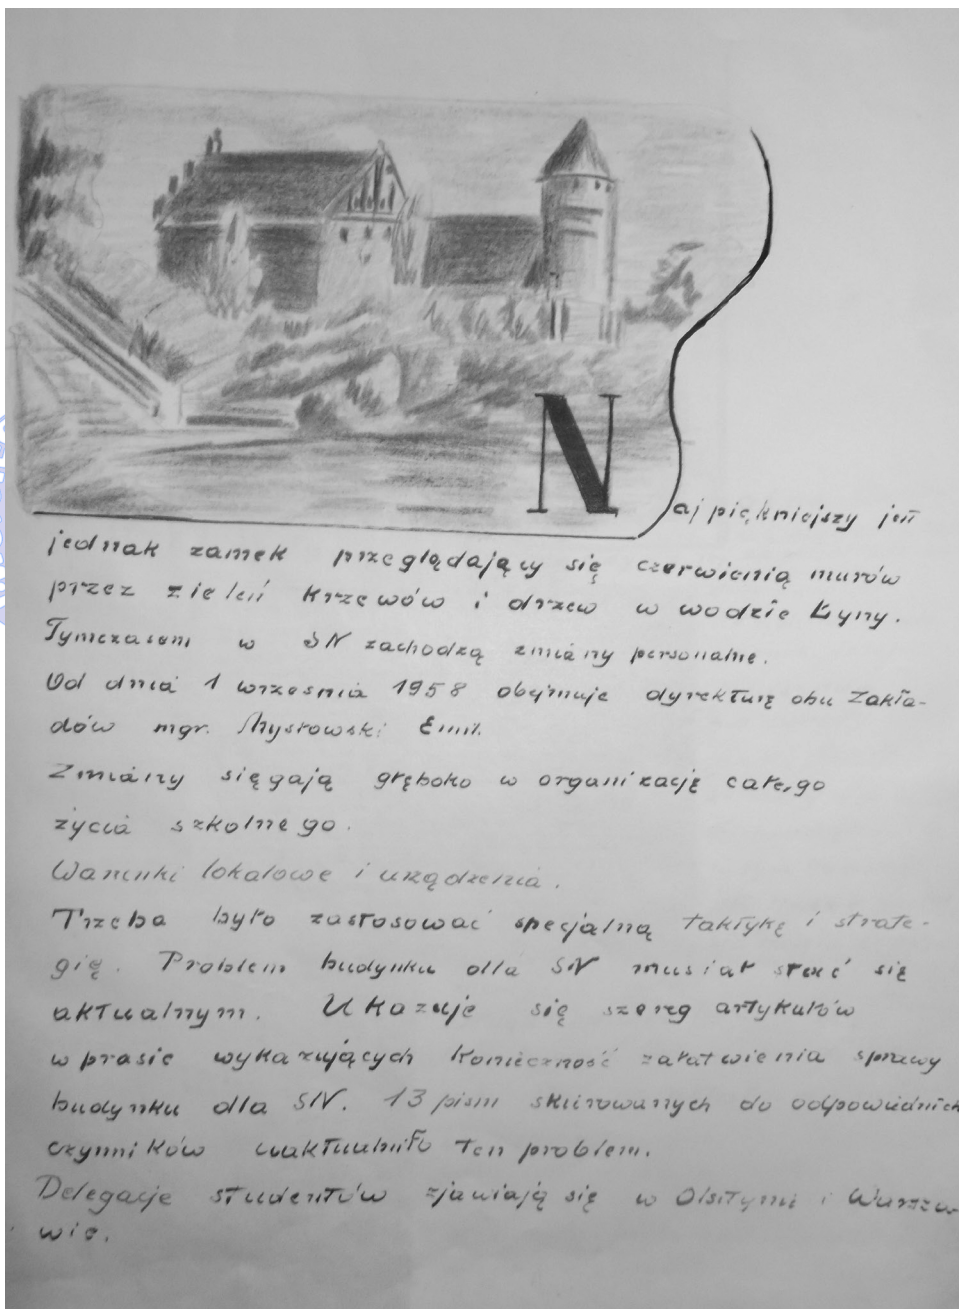 Najpiękniejszy jest
jednak zamek przeglądający się czerwienią murów
przez zieleń krzewów i drzew w wodzie Łyny.
Tymczasem w SN zachodzą zmiany personalne.
Od dnia 1 września 1958 obejmuje dyrekturę obu Zakła-
dów mgr. Mysłowski Emil.
Zmiany sięgają głęboko w organizację całego
życia szkolnego.
Warunki lokalowe i urządzenia.
Trzeba było zastosować specjalną taktykę i strate-
gię. Problem budynku dla SN musiał stać się
aktualnym. Ukazuje się szereg artykułów
w prasie wykazujących konieczność załatwienia sprawy
budynku dla SN. 13 pism skierowanych do odpowiednich
czynników uaktualniło ten problem.
Delegacje studentów zjawiają się w Olsztynie i Warsza-
wie.